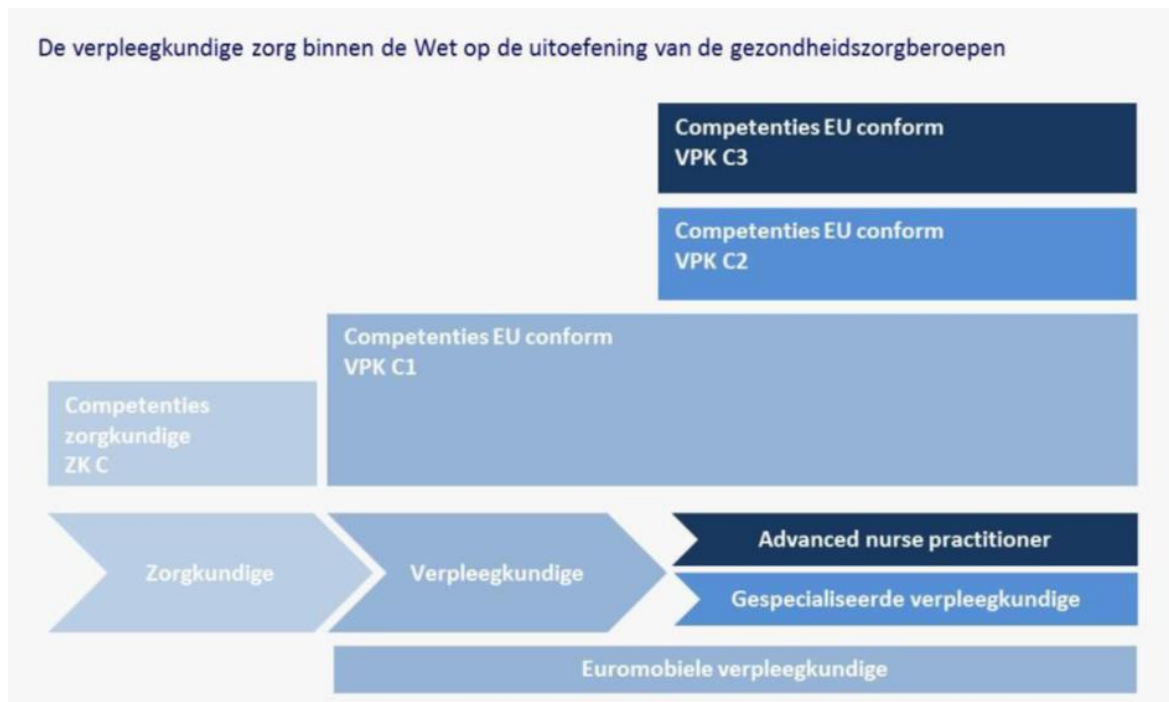 De verpleegkundige zorg binnen de Wet op de uitoefening van de gezondheidszorgberoepen
Competenties EU conform
VPK C3
Competenties EU conform
VPK C2
Competenties EU conform
VPK C1
Competenties
zorgkundige
ZK C
Zorgkundige
Verpleegkundige
Advanced nurse practitioner
Gespecialiseerde verpleegkundige
Euromobiele verpleegkundige